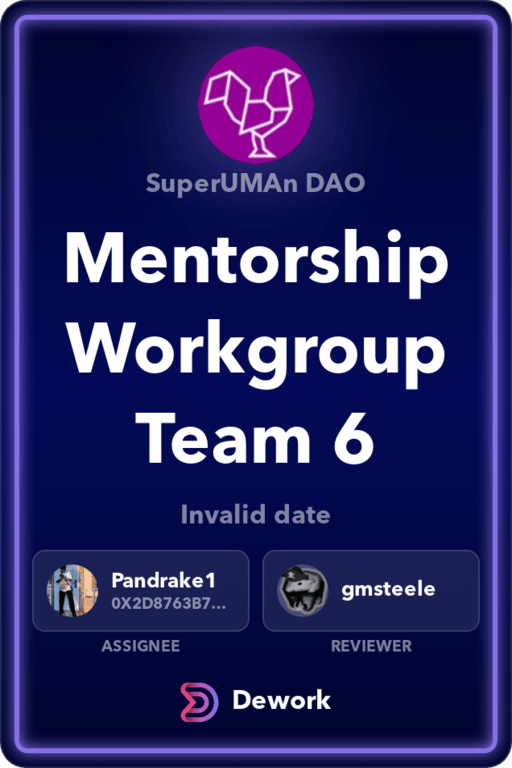 SuperUMAn DAO
Mentorship
Workgroup
Team 6
Invalid date
Pandrake1
0X2D8763B7...
gmsteele
ASSIGNEE
REVIEWER
Dework